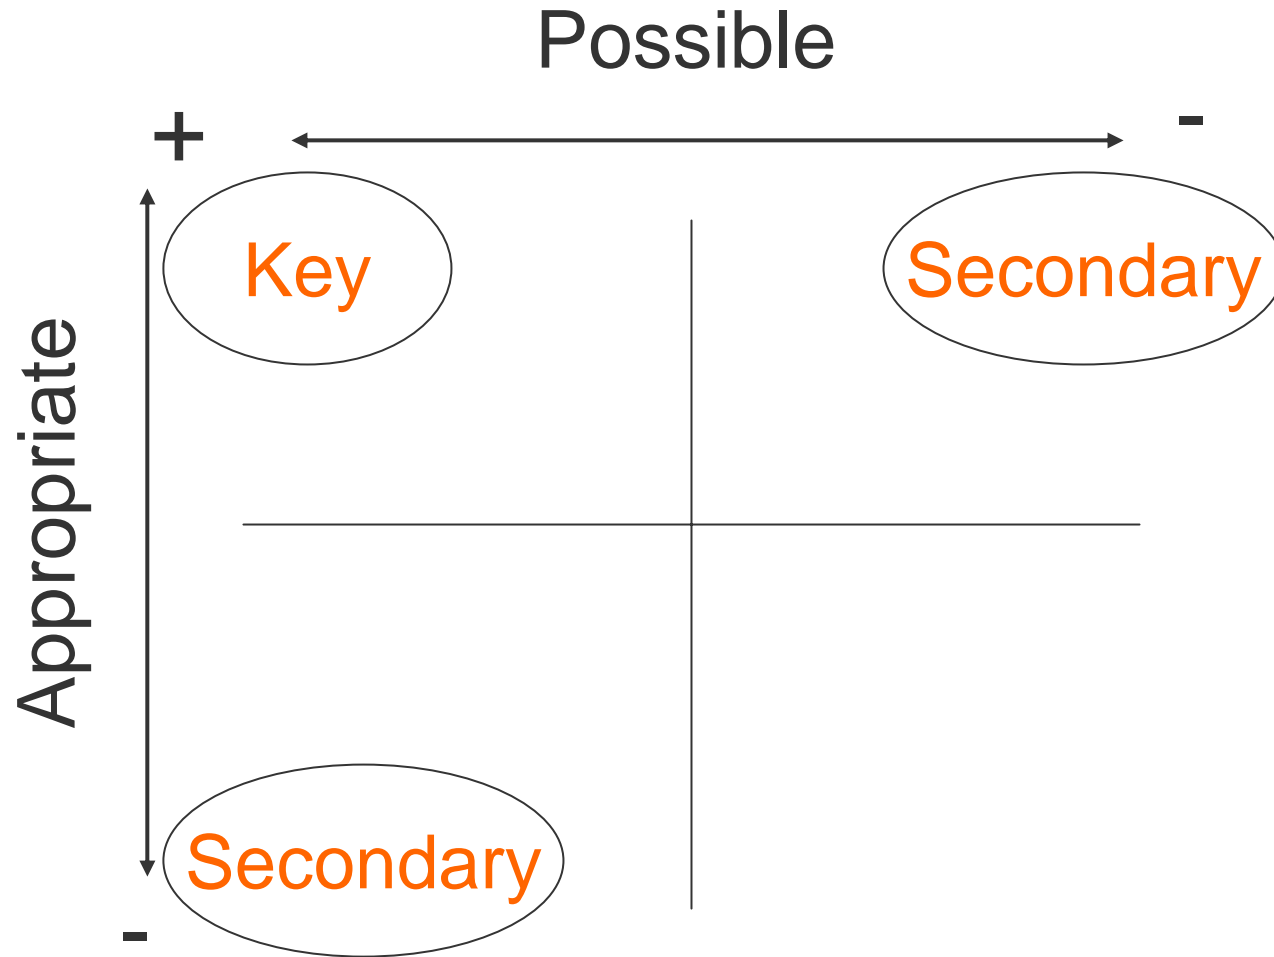 Possible
+
-
Key
Secondary
Appropriate
Secondary
-